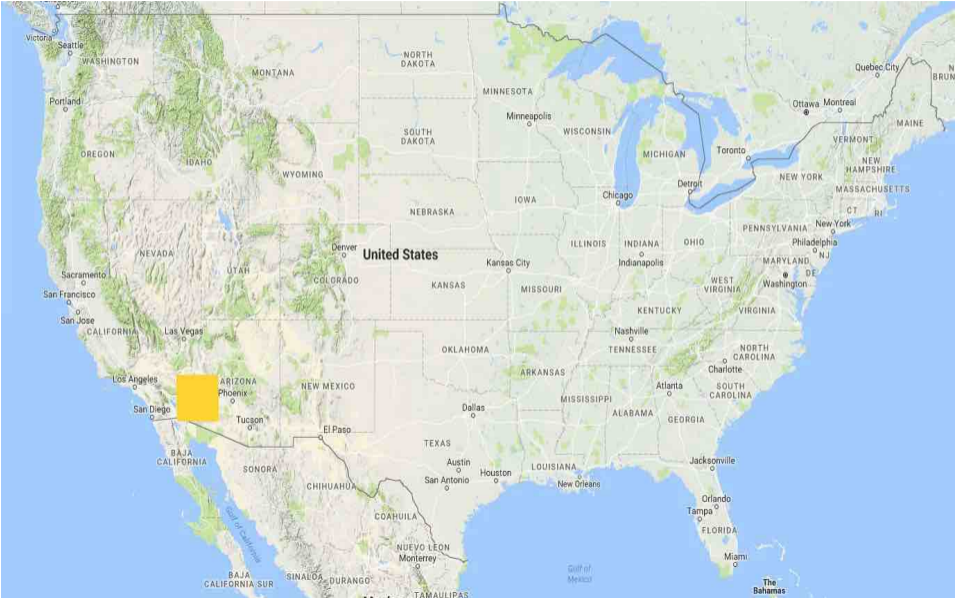 Victoria
Seattle
WASHINGTON
NORTH
DAKOTA
MONTANA
MINNESOTA
Quebec City
Portland
Ottawa
Montreal
Minneapolis
MAINE
SOUTH
DAKOTA
WISCONSIN
VERMONT
OREGON
IDAHO
MICHIGAN
Toronto
NEW
HAMPSHIRE
WYOMING
NEW YORK
Detroit
MASSACHUSETTS
Chicago
IOWA
NEBRASKA
CT
RI
New York
PENNSYLVANIA
Philadelphia
NEVADA
Denver
United States
ILLINOIS
INDIANA
OHIO
NJ
UTAH
Kansas City
Indianapolis
MARYLAND
DE
Washington
Sacramento
COLORADO
KANSAS
MISSOURI
WEST
VIRGINIA
San Francisco
San Jose
KENTUCKY
VIRGINIA
CALIFORNIA
Las Vegas
Nashville
TENNESSEE
OKLAHOMA
NORTH
CAROLINA
Charlotte
ARKANSAS
Los Angeles
ARIZONA
Phoenix
NEW MEXICO
Atlanta
SOUTH
CAROLINA
MISSISSIPPI
San Diego
Dallas
ALABAMA
GEORGIA
Tucson
El Paso
TEXAS
BAJA
CALIFORNIA
SONORA
Austin
San Antonio
Houston
LOUISIANA
New Orleans
Jacksonville
CHIHUAHUA
Orlando
Tampa
FLORIDA
COAHUILA
Gulf of California
NUEVO LEON
Monterrey
Miami
Gulf of
Mexico
BAJA
CALIFORNIA SUR
SINALOA
DURANGO
TAMAULIPAS
The
Bahamas